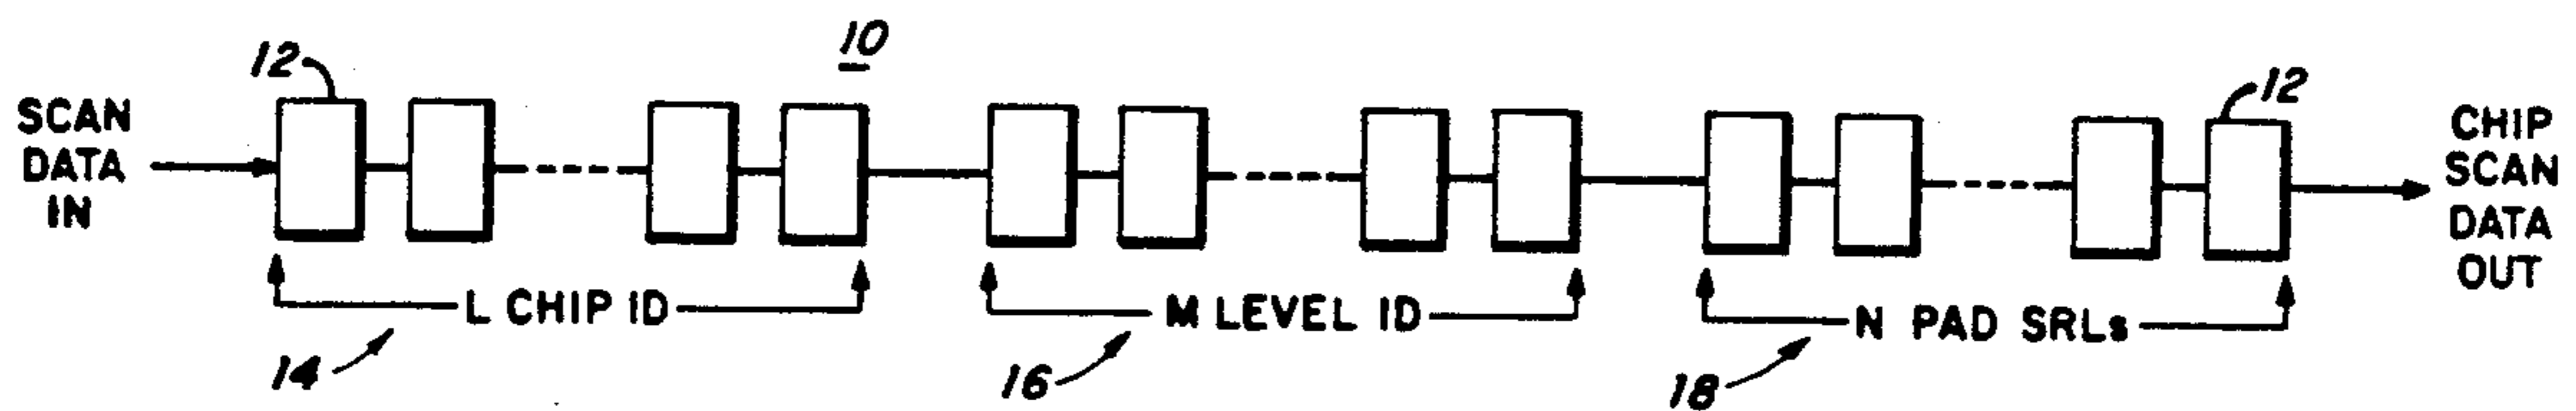 10
12
12
SCAN
DATA
IN
CHIP
SCAN
DATA
OUT
L CHIP ID
M LEVEL ID
N PAD SRLs
14
16
18